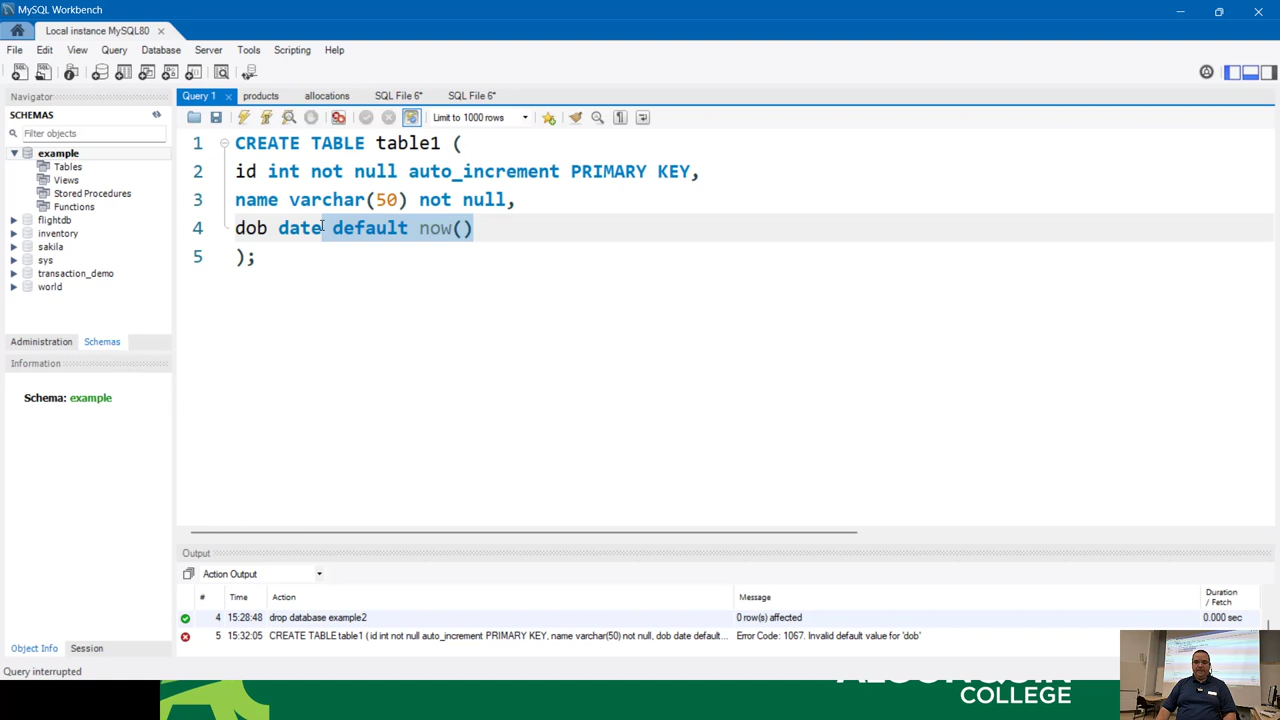 MySQL Workbench
Local instance MySQL80
File Edit View Query Database Server Tools Scripting Help
Navigator
SCHEMAS
Filter objects
example
Tables
Views
Stored Procedures
Functions
flightdb
inventory
sakila
sys
transaction_demo
world
Administration Schemas
Information
Schema: example
Object Info Session
Query interrupted
Query 1 products allocations SQL File 6* SQL File 6*
Limit to 1000 rows
1 CREATE TABLE table1 (
2 id int not null auto_increment PRIMARY KEY,
3 name varchar(50) not null,
4 dob date default now()
5 );
Output
Action Output
# Time Action Message Duration / Fetch
4 15:28:48 drop database example2 0 row(s) affected 0.000 sec
5 15:32:05 CREATE TABLE table1 ( id int not null auto_increment PRIMARY KEY, name varchar(50) not null, dob date default... Error Code: 1067. Invalid default value for 'dob'
COLLEGE